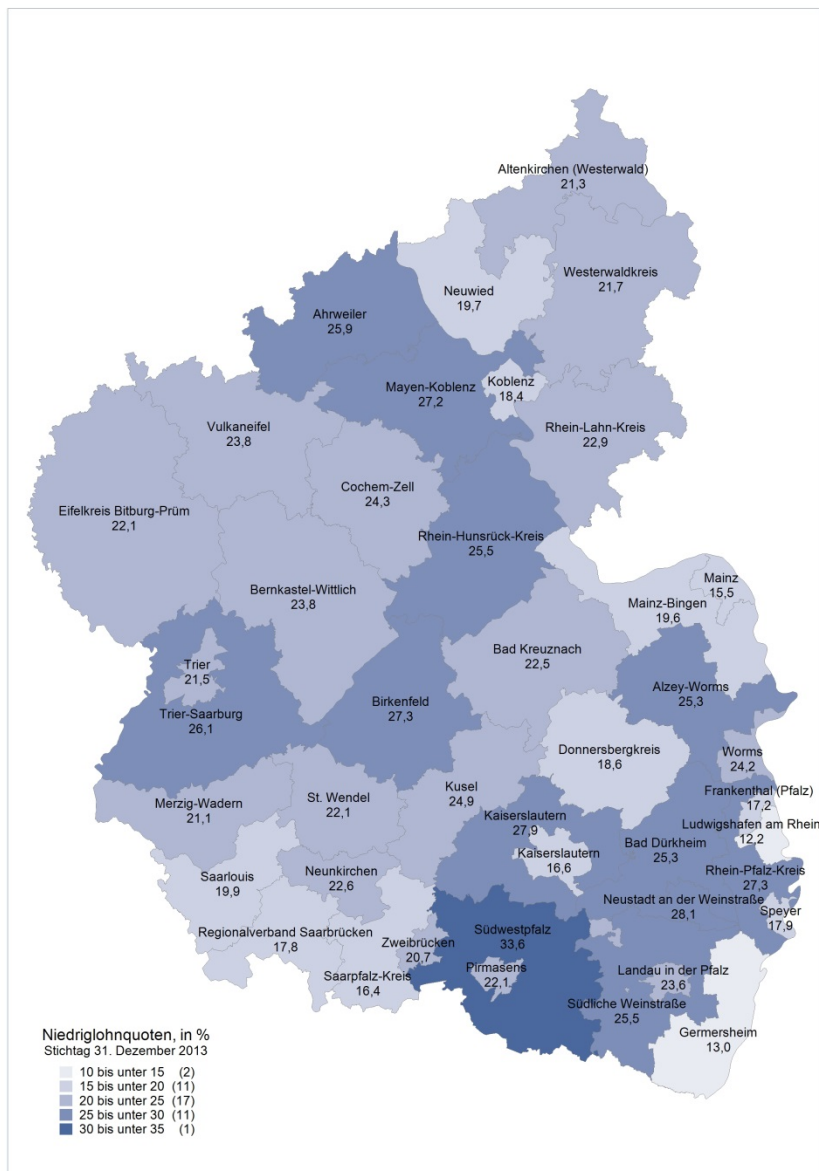 Altenkirchen (Westerwald)
21,3
Westerwaldkreis
21,7
Neuwied
19,7
Ahrweiler
25,9
Mayen-Koblenz
27,2
Koblenz
18,4
Vulkaneifel
23,8
Rhein-Lahn-Kreis
22,9
Cochem-Zell
24,3
Eifelkreis Bitburg-Prüm
22,1
Rhein-Hunsrück-Kreis
25,5
Mainz
15,5
Bernkastel-Wittlich
23,8
Mainz-Bingen
19,6
Bad Kreuznach
22,5
Trier
21,5
Alzey-Worms
25,3
Birkenfeld
27,3
Trier-Saarburg
26,1
Donnersbergkreis
18,6
Worms
24,2
Kusel
24,9
Merzig-Wadern
21,1
St. Wendel
22,1
Frankenthal (Pfalz)
17,2
Kaiserslautern
27,9
Ludwigshafen am Rhein
12,2
Kaiserslautern
16,6
Bad Dürkheim
25,3
Saarlouis
19,9
Neunkirchen
22,6
Rhein-Pfalz-Kreis
27,3
Neustadt an der Weinstraße
28,1
Speyer
17,9
Regionalverband Saarbrücken
17,8
Südwestpfalz
33,6
Zweibrücken
20,7
Pirmasens
22,1
Saarpfalz-Kreis
16,4
Landau in der Pfalz
23,6
Südliche Weinstraße
25,5
Germersheim
13,0
Niedriglohnquoten, in %
Stichtag 31. Dezember 2013
10 bis unter 15 (2)
15 bis unter 20 (11)
20 bis unter 25 (17)
25 bis unter 30 (11)
30 bis unter 35 (1)